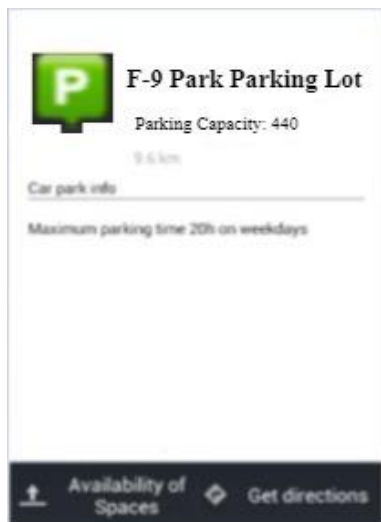 P
F-9 Park Parking Lot
Parking Capacity: 440
9.6 km
Car park info
Maximum parking time 20h on weekdays
Availability of
Spaces
Get directions